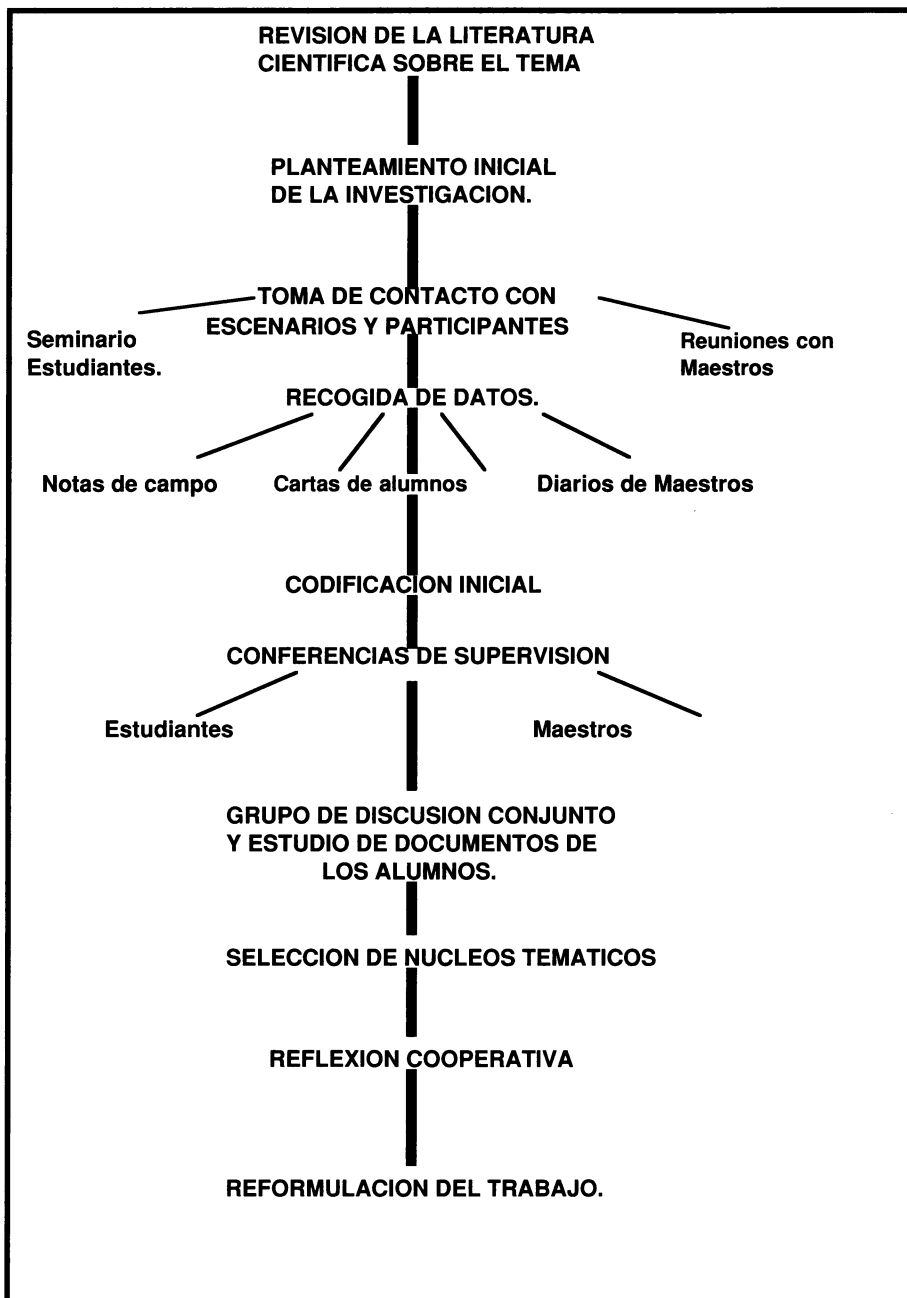 REVISION DE LA LITERATURA
CIENTIFICA SOBRE EL TEMA
PLANTEAMIENTO INICIAL
DE LA INVESTIGACION.
TOMA DE CONTACTO CON
ESCENARIOS Y PARTICIPANTES
Seminario
Estudiantes.
Reuniones con
Maestros
RECOGIDA DE DATOS.
Notas de campo
Cartas de alumnos
Diarios de Maestros
CODIFICACION INICIAL
CONFERENCIAS DE SUPERVISION
Estudiantes
Maestros
GRUPO DE DISCUSION CONJUNTO
Y ESTUDIO DE DOCUMENTOS DE
LOS ALUMNOS.
SELECCION DE NUCLEOS TEMATICOS
REFLEXION COOPERATIVA
REFORMULACION DEL TRABAJO.